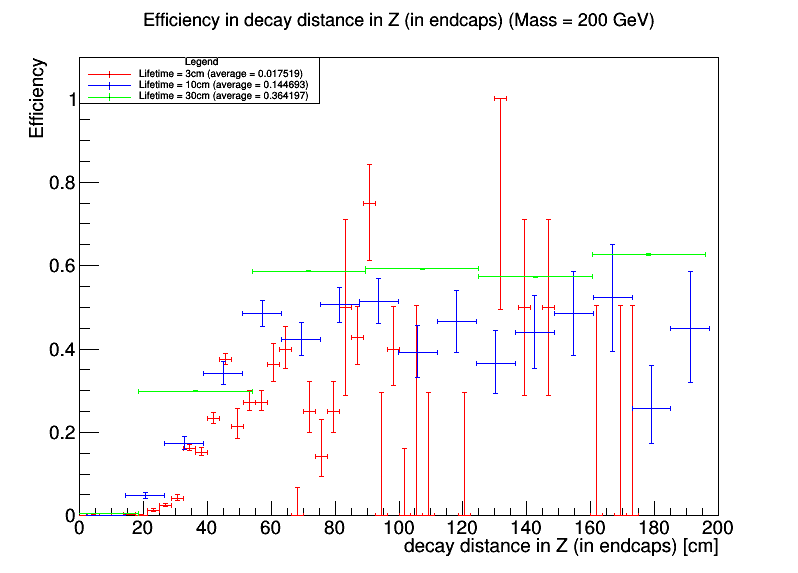 Efficiency in decay distance in Z (in endcaps) (Mass = 200 GeV)
Legend
Lifetime = 3cm (average = 0.017519)
Lifetime = 10cm (average = 0.144693)
Lifetime = 30cm (average = 0.364197)
Efficiency
1
0.8
0.6
0.4
0.2
0
0 20 40 60 80 100 120 140 160 180 200
decay distance in Z (in endcaps) [cm]